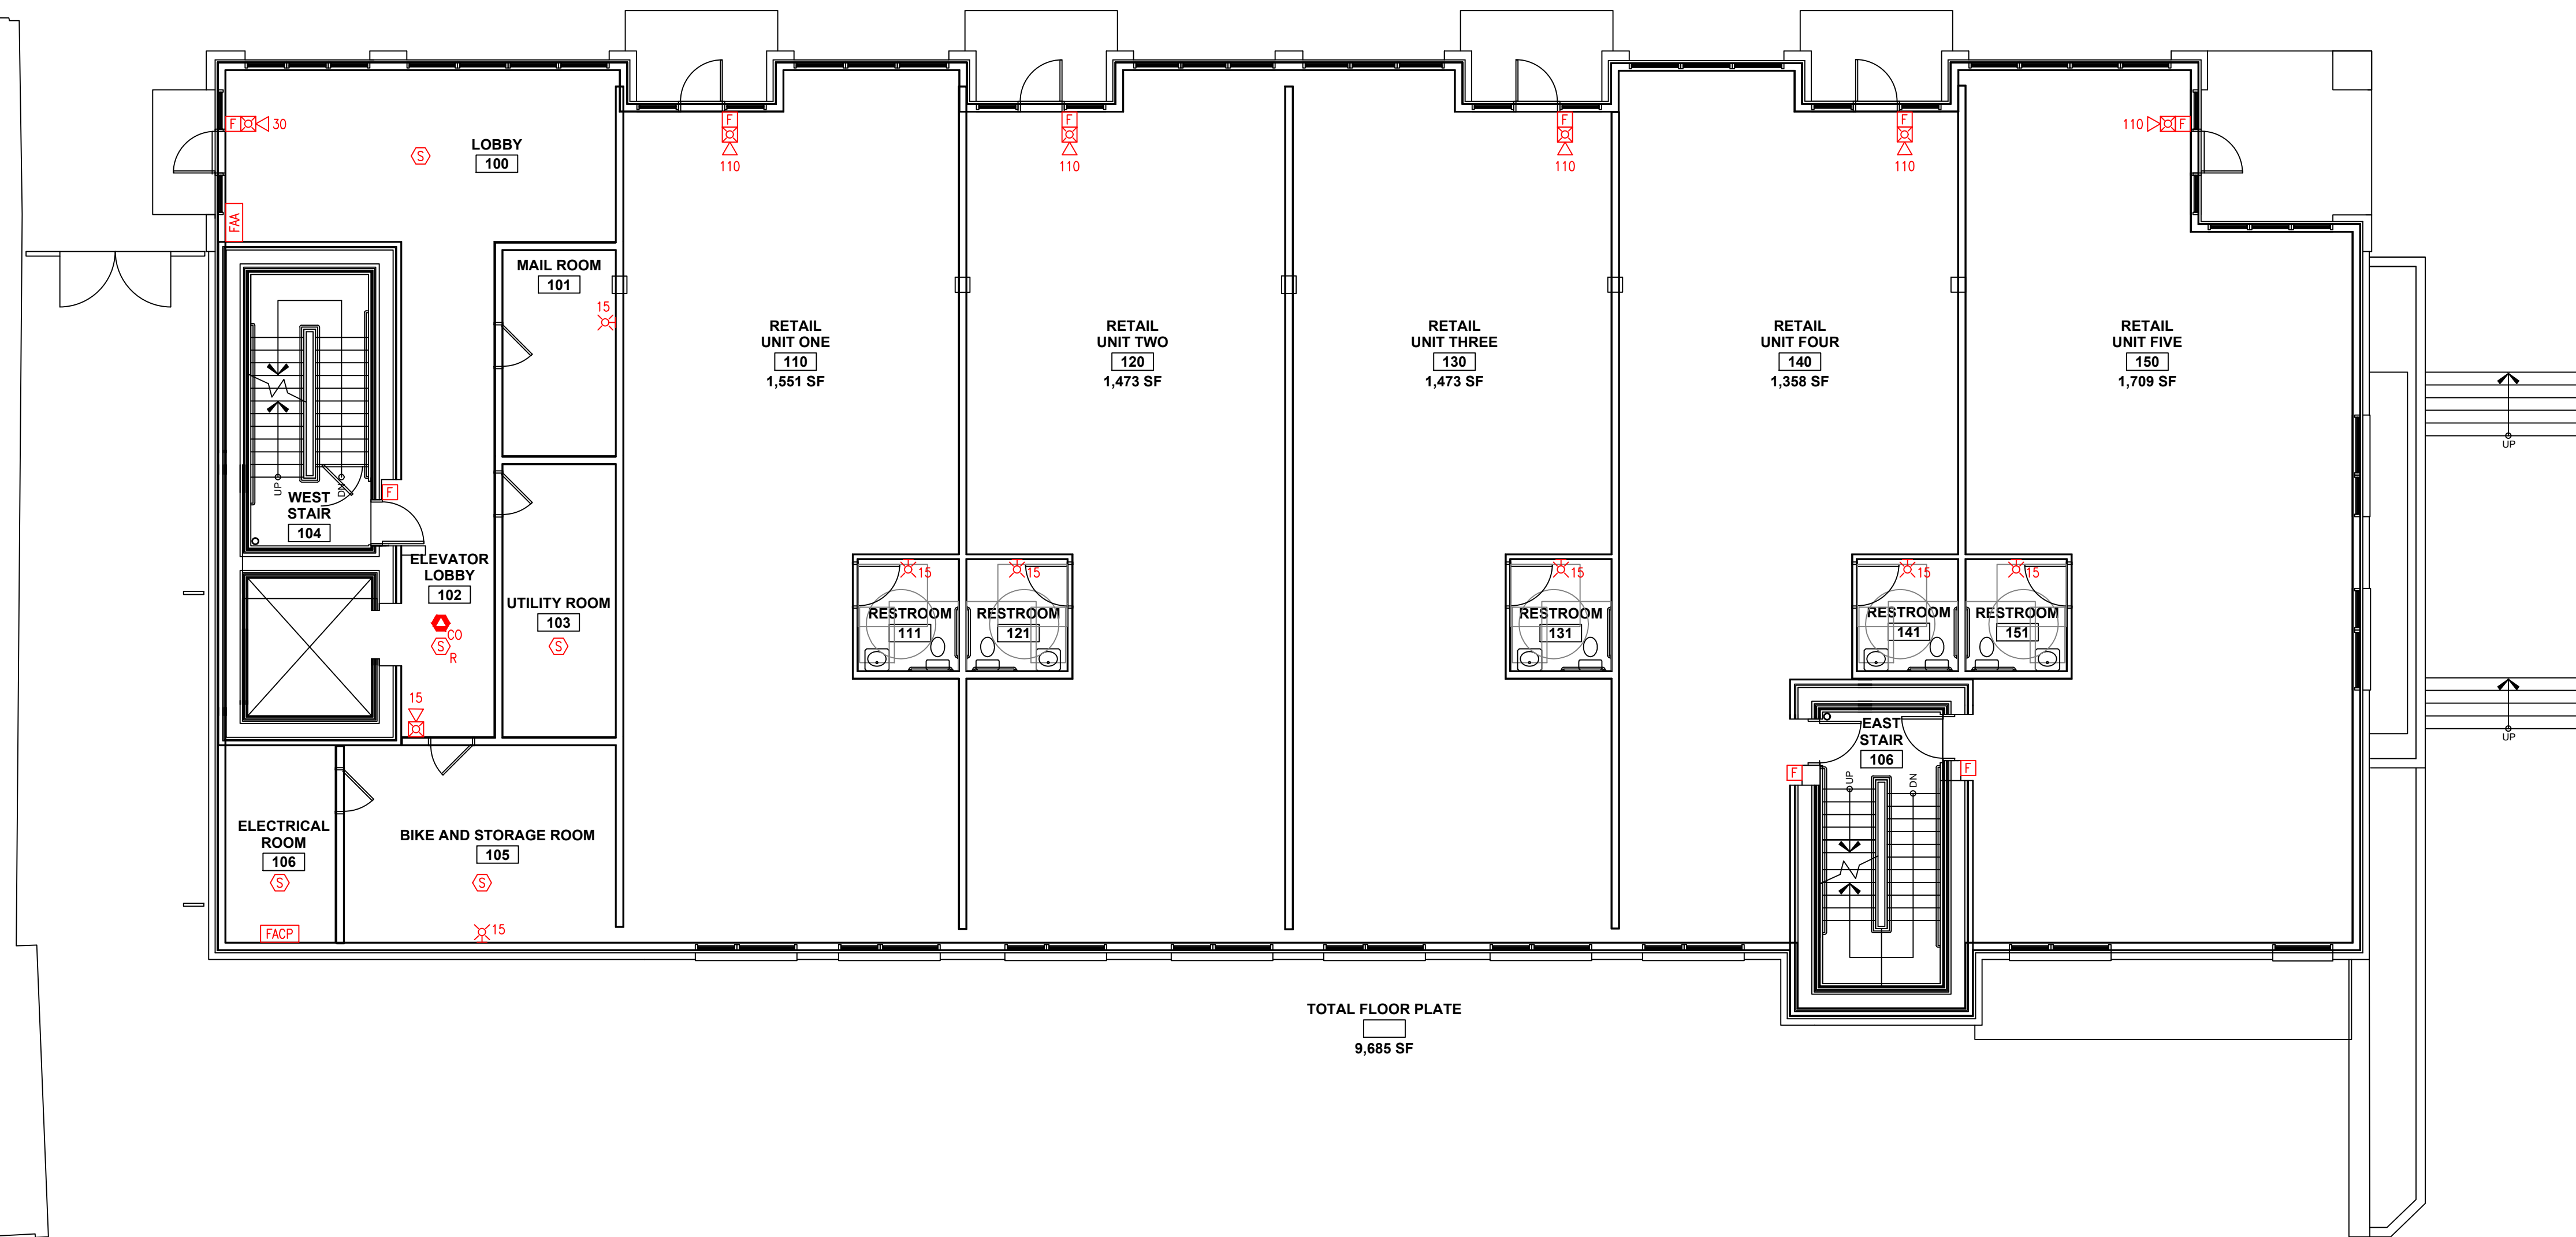 F
30
S
LOBBY
100
FAA
F
110
F
110
F
110
F
110
110
F
MAIL ROOM
101
15
RETAIL
UNIT ONE
110
1,551 SF
RETAIL
UNIT TWO
120
1,473 SF
RETAIL
UNIT THREE
130
1,473 SF
RETAIL
UNIT FOUR
140
1,358 SF
RETAIL
UNIT FIVE
150
1,709 SF
UP
UP
DN
F
WEST
STAIR
104
ELEVATOR
LOBBY
102
CO
S
R
15
UTILITY ROOM
103
S
15
RESTROOM
111
15
RESTROOM
121
15
RESTROOM
131
15
RESTROOM
141
15
RESTROOM
151
EAST
STAIR
106
F
F
UP
DN
UP
ELECTRICAL
ROOM
106
S
FACP
BIKE AND STORAGE ROOM
105
S
15
TOTAL FLOOR PLATE
9,685 SF